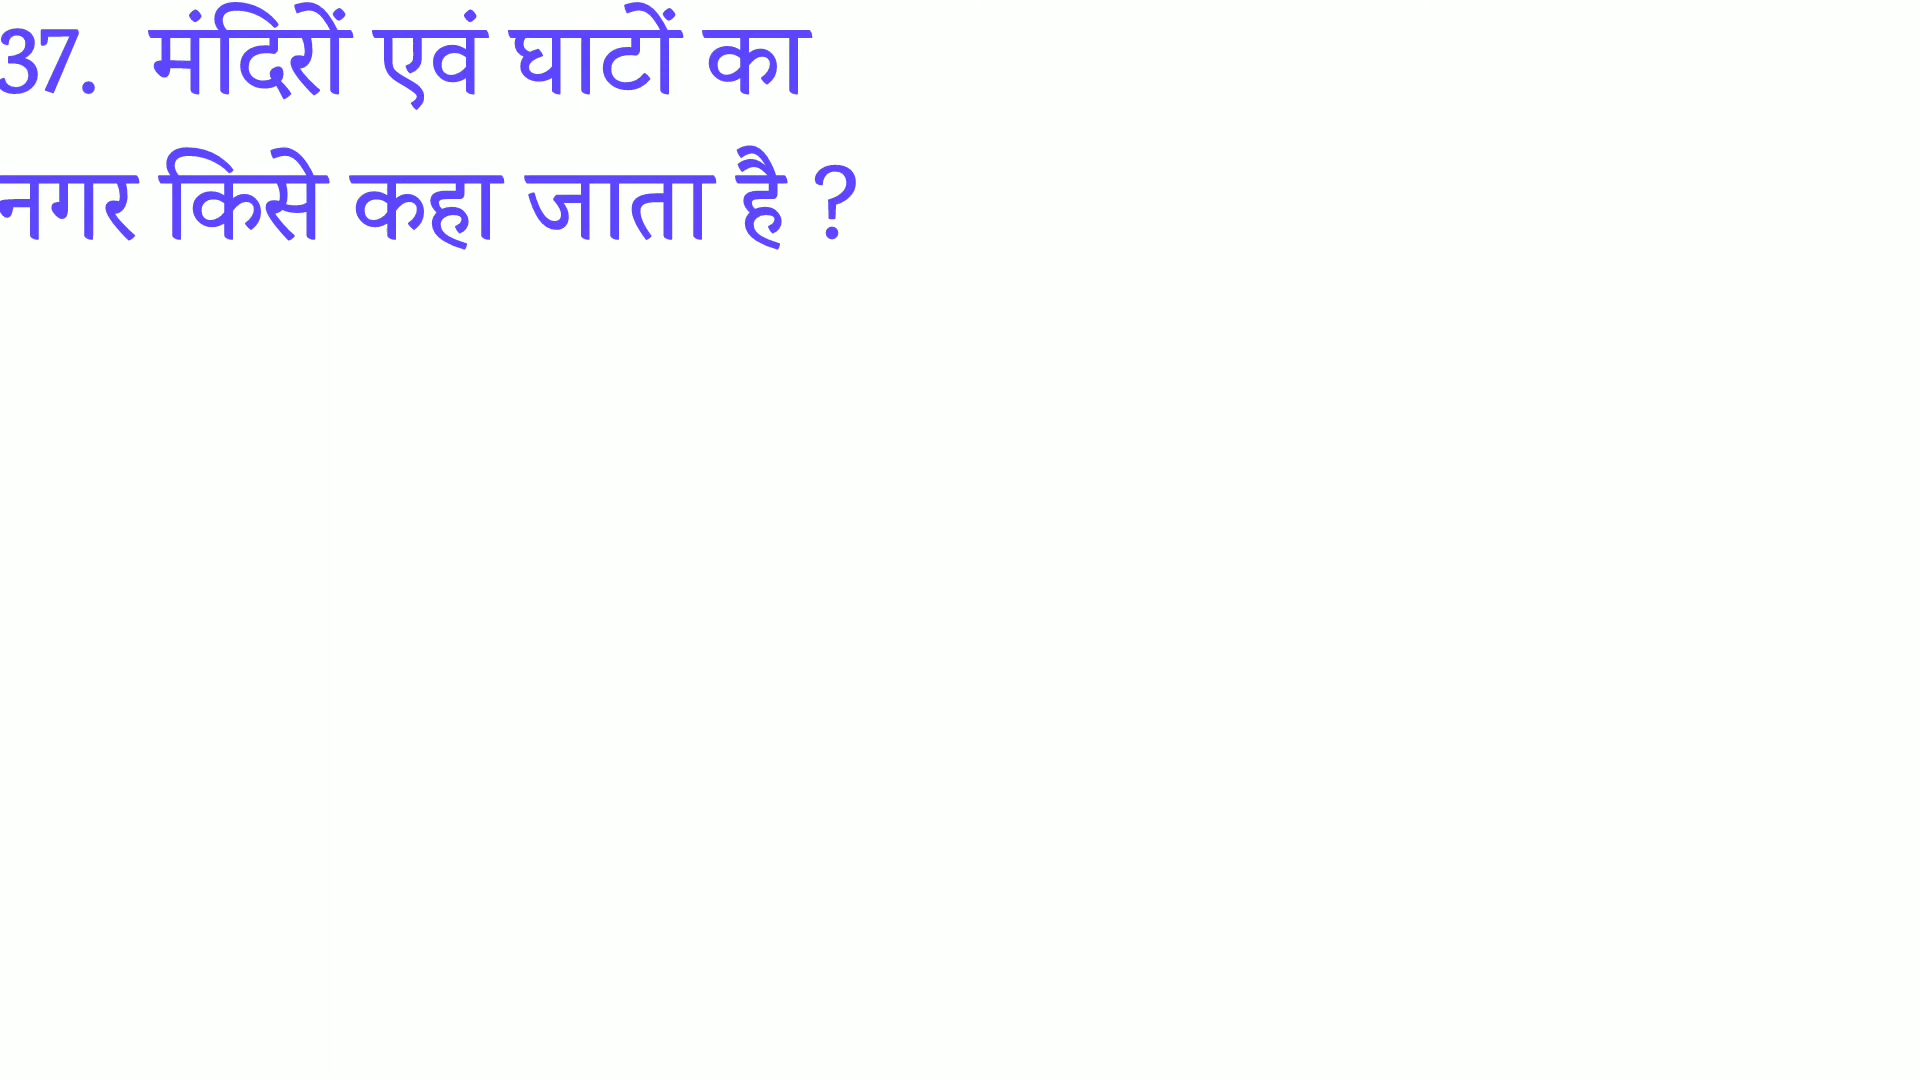 37. मंदिरों एवं घाटों का
नगर किसे कहा जाता है ?